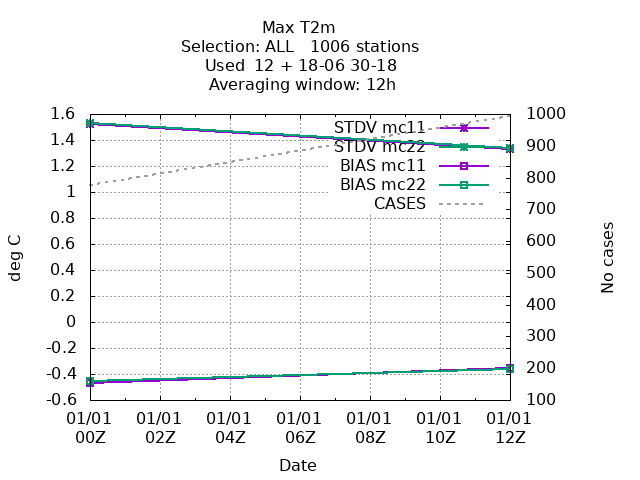 Max T2m
Selection: ALL   1006 stations
Used  12 + 18-06 30-18
Averaging window: 12h
1.6
1.4
1.2
1
0.8
0.6
0.4
0.2
0
-0.2
-0.4
-0.6
deg C
STDV mc11
STDV mc22
BIAS mc11
BIAS mc22
CASES
1000
900
800
700
600
500
400
300
200
100
No cases
01/01 01/01 01/01 01/01 01/01 01/01 01/01
00Z 02Z 04Z 06Z 08Z 10Z 12Z
Date